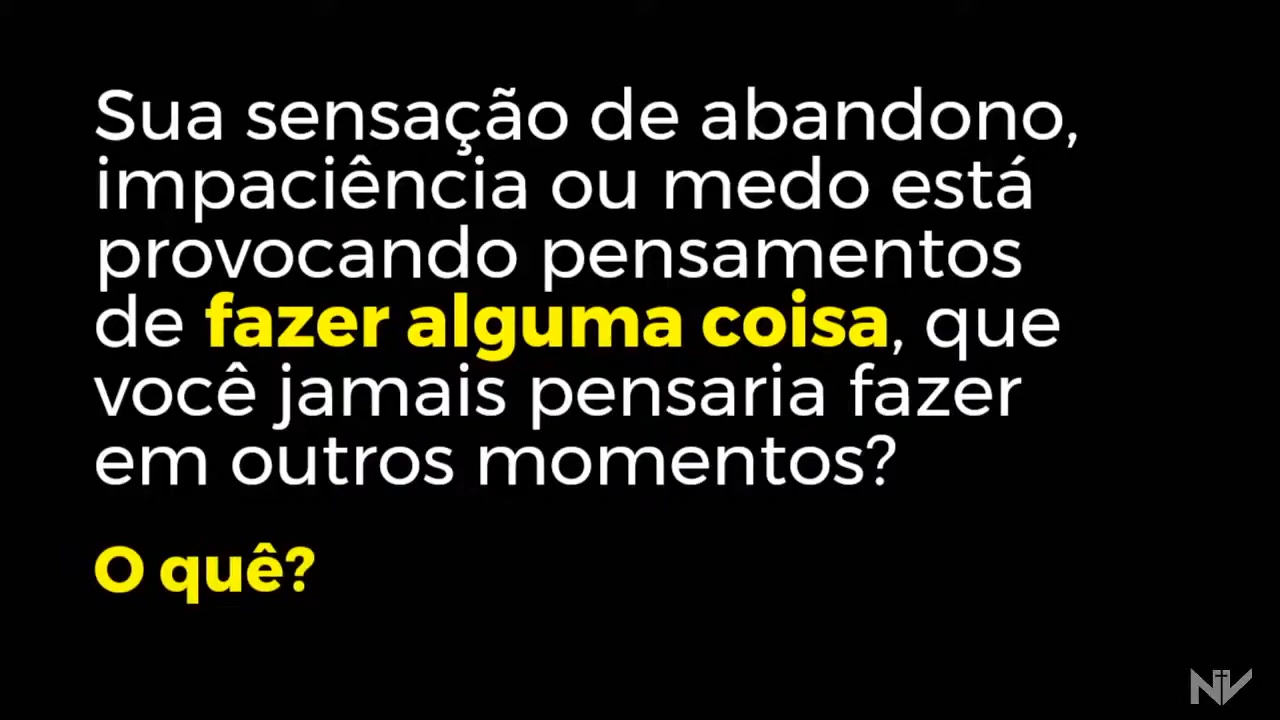 Sua sensação de abandono,
impaciência ou medo está
provocando pensamentos
de fazer alguma coisa, que
você jamais pensaria fazer
em outros momentos?
O quê?
NV